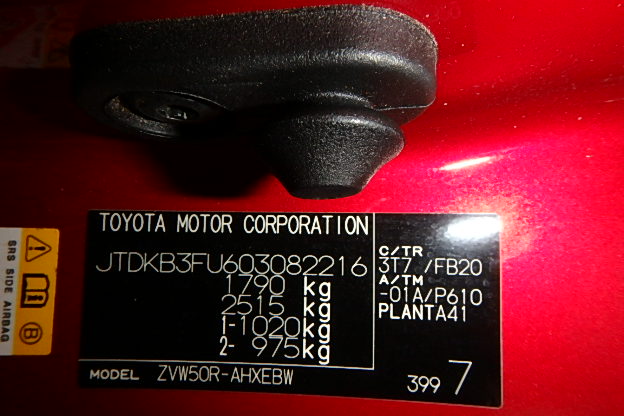 TOYOTA MOTOR CORPORATION
JTDKB3FU603082216
1790 kg
2515 kg
1-1020kg
2- 975kg
C/TR
3T7 /FB20
A/TM
-01A/P610
PLANTA41
MODEL ZVW50R-AHXEBW
399 7
SRS SIDE AIRBAG
B